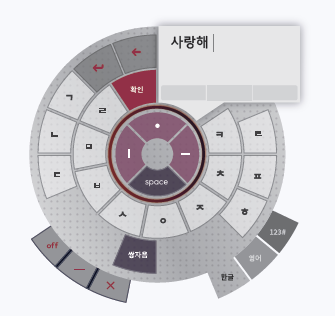 사랑해
확인
ㄱ
ㄹ
ㄴ
ㅁ
ㄷ
ㅂ
ㅅ
ㅇ
ㅈ
ㅊ
ㅋ
ㅌ
ㅍ
ㅎ
space
쌍자음
off
한글
영어
123#